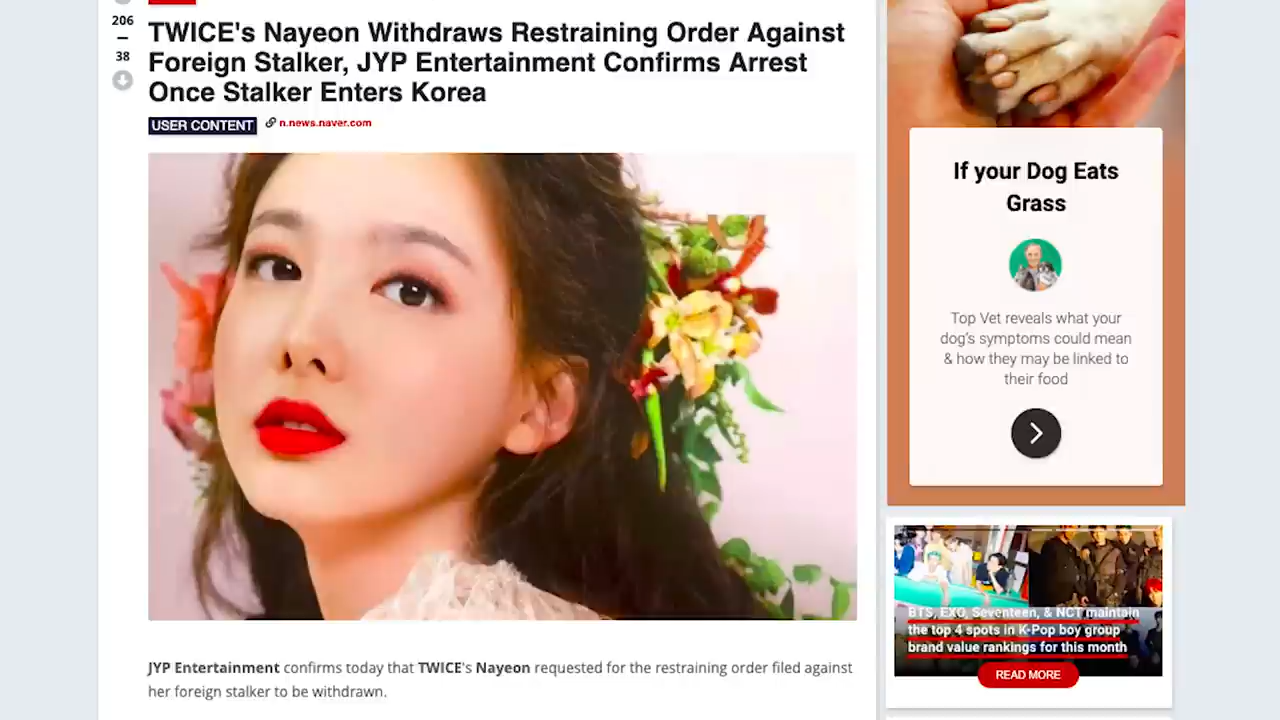 206
38
TWICE's Nayeon Withdraws Restraining Order Against
Foreign Stalker, JYP Entertainment Confirms Arrest
Once Stalker Enters Korea
USER CONTENT
n.news.naver.com
JYP Entertainment confirms today that TWICE's Nayeon requested for the restraining order filed against
her foreign stalker to be withdrawn.
If your Dog Eats
Grass
Top Vet reveals what your
dog's symptoms could mean
& how they may be linked to
their food
BTS, EXO, Seventeen, & NCT maintain
the top 4 spots in K-Pop boy group
brand value rankings for this month
READ MORE